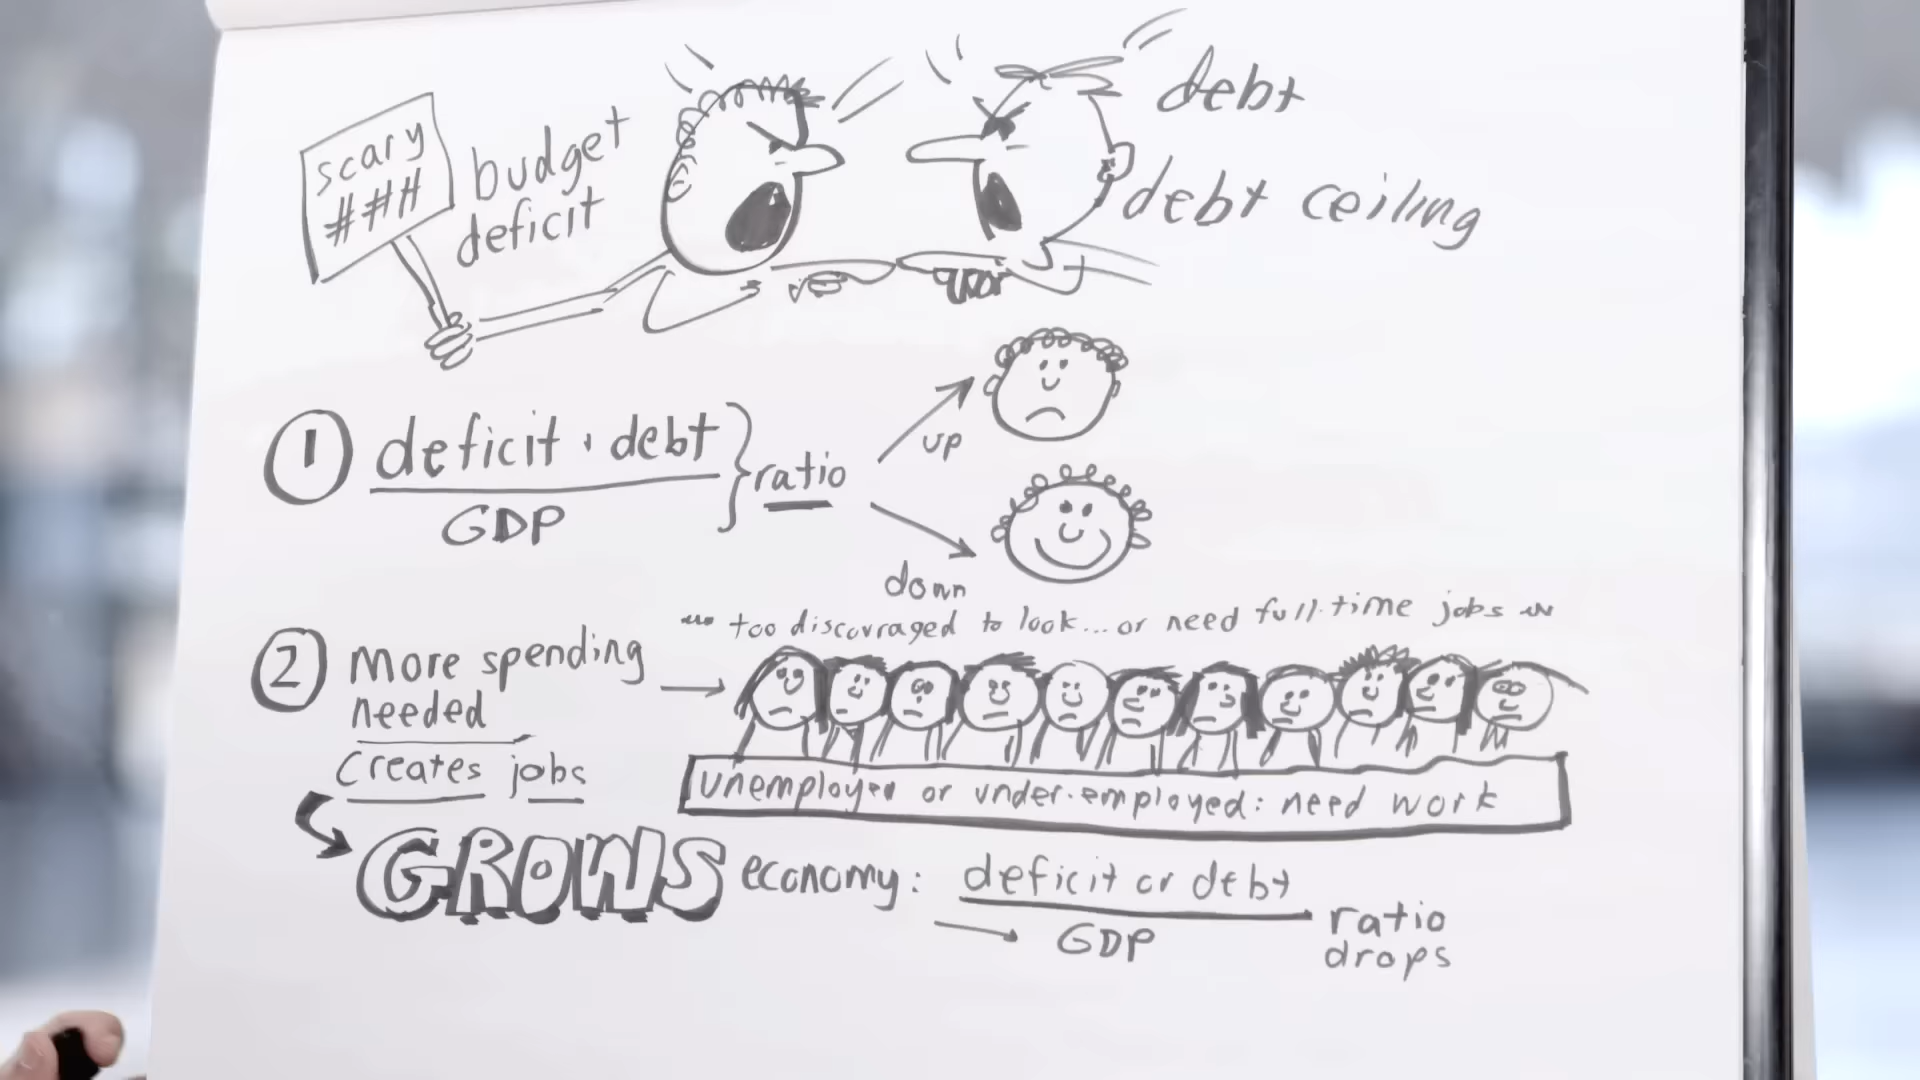 scary
###
budget
deficit
debt
debt ceiling
1 deficit · debt
GDP
ratio
up
down
2 More spending
needed
Creates jobs
too discouraged to look... or need full-time jobs
unemployed or under-employed: need work
GROWS economy: deficit or debt
GDP
ratio
drops